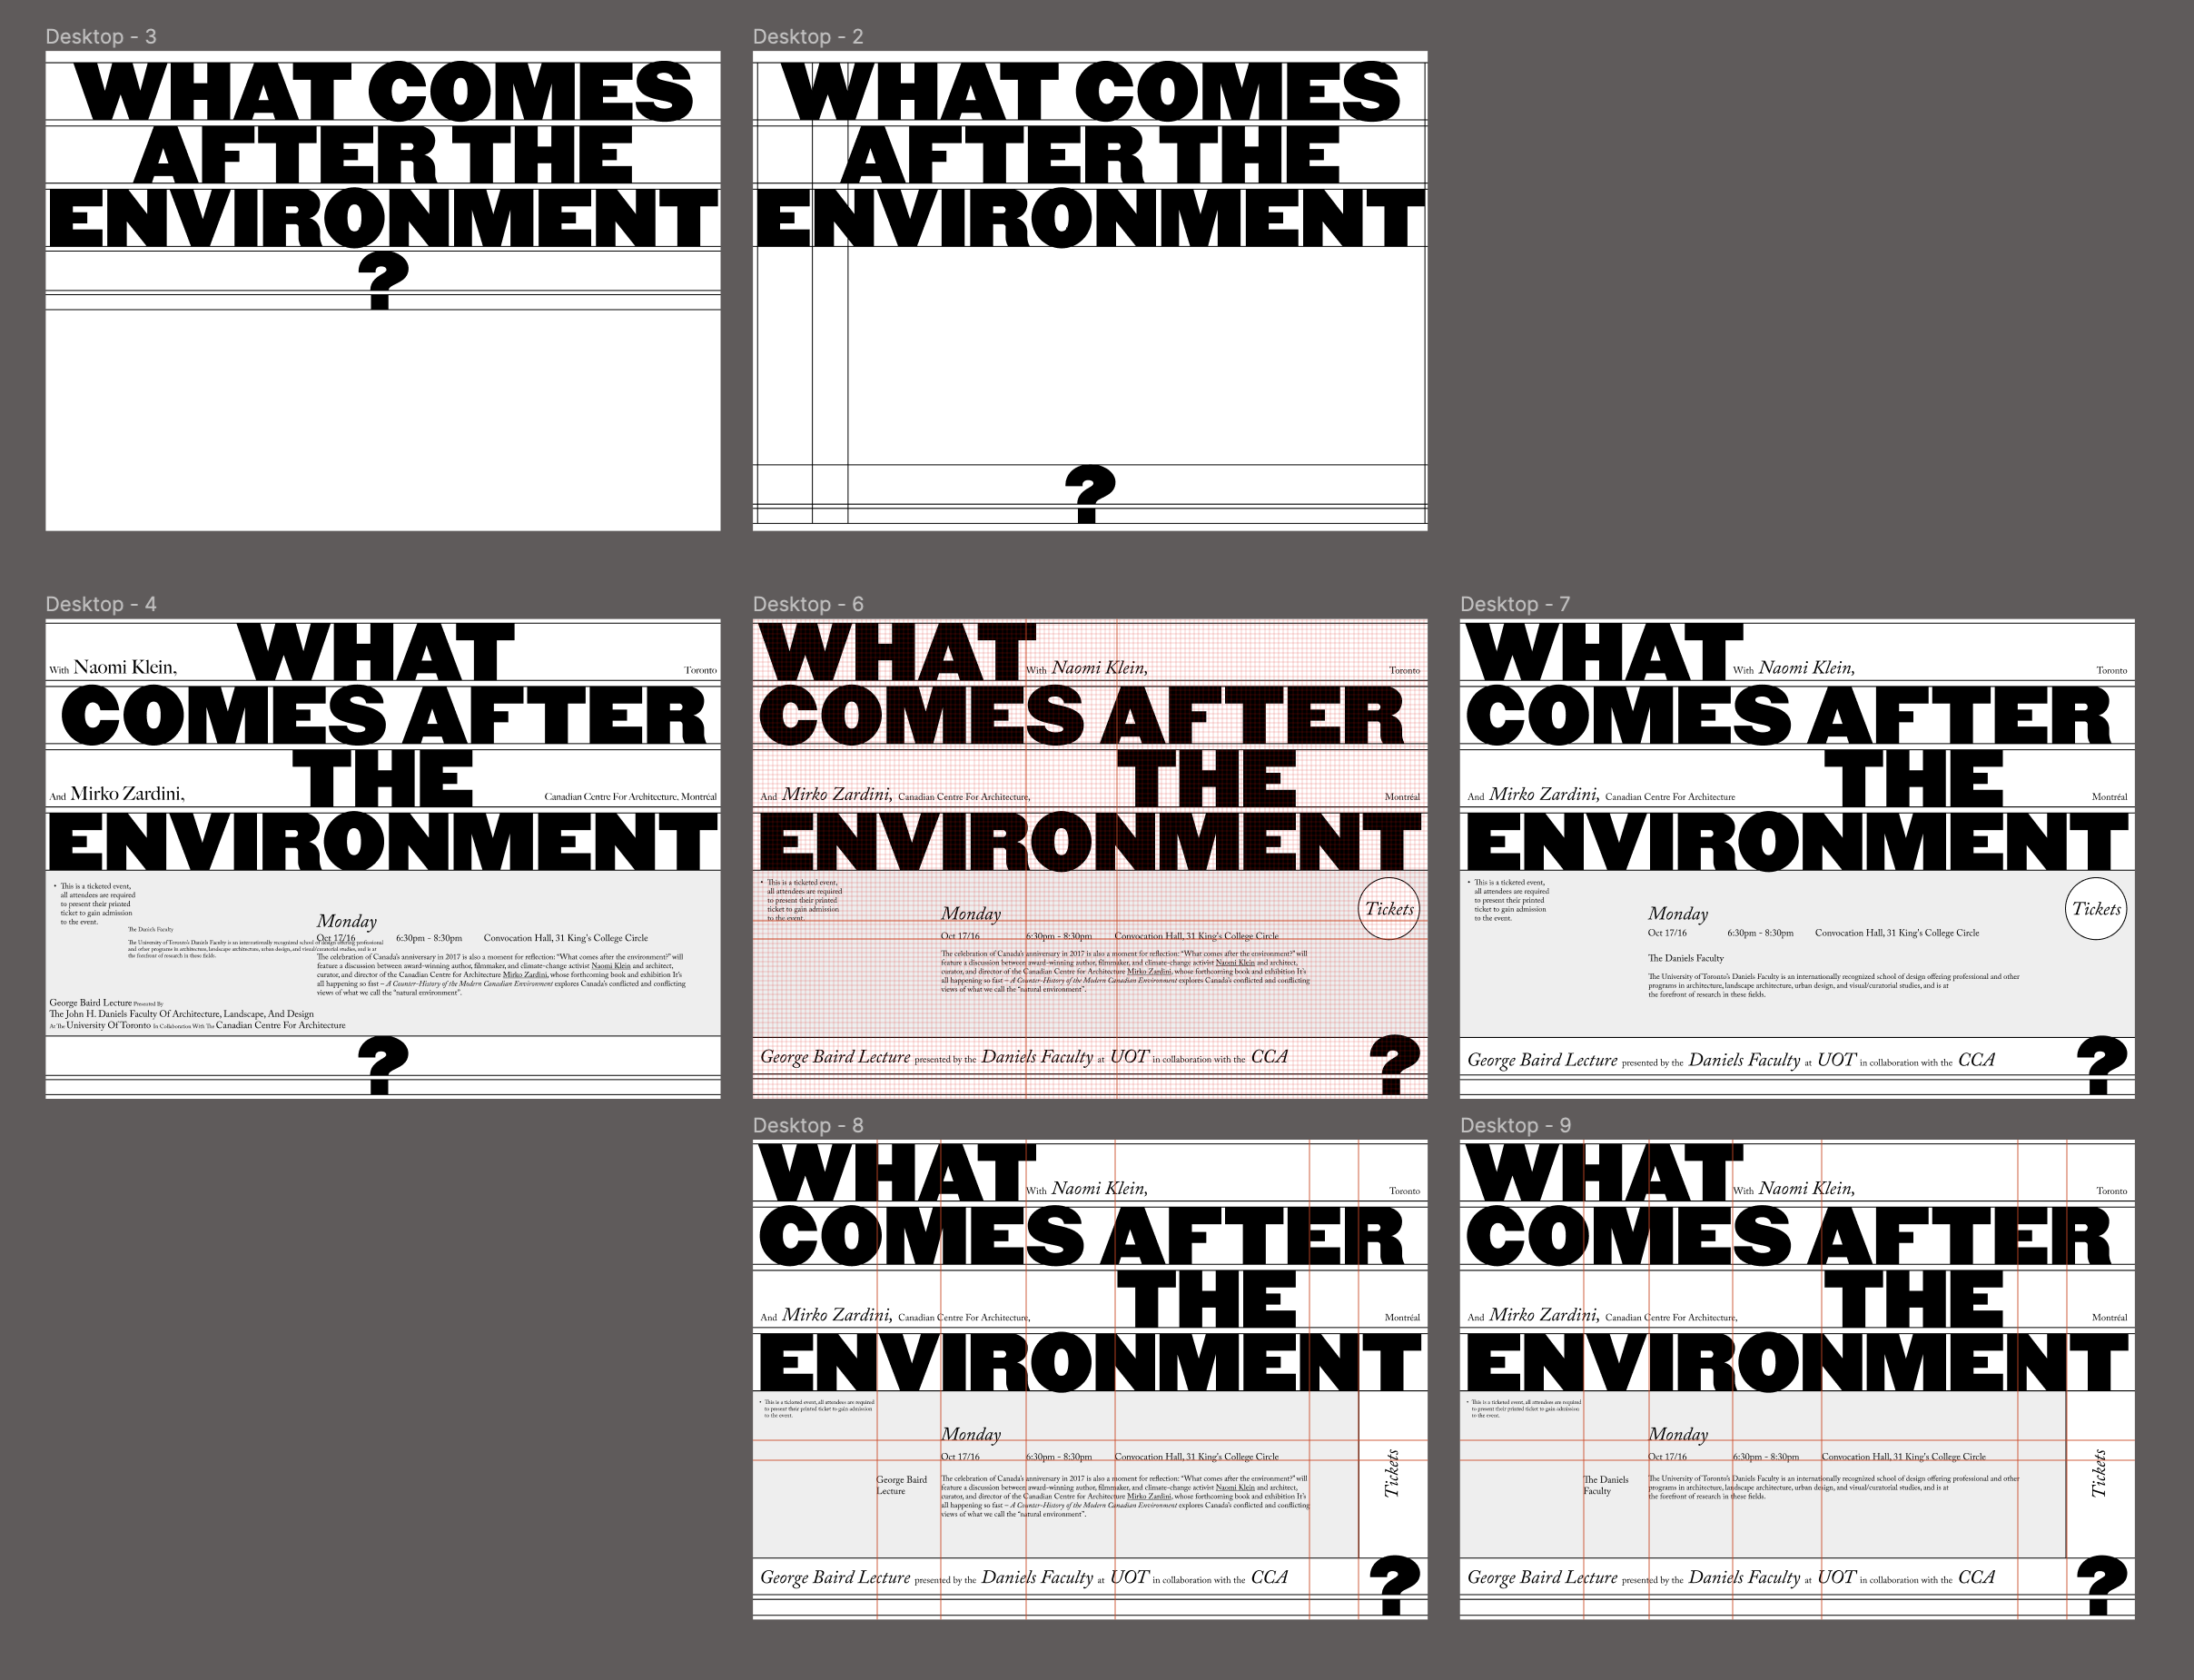 Desktop - 3
WHAT COMES
AFTER THE
ENVIRONMENT
?
Desktop - 2
WHAT COMES
AFTER THE
ENVIRONMENT
?
Desktop - 4
WHAT
With Naomi Klein,
Toronto
COMES AFTER
THE
And Mirko Zardini,
Canadian Centre For Architecture, Montréal
ENVIRONMENT
• This is a ticketed event,
all attendees are required
to present their printed
ticket to gain admission
to the event.
The Daniels Faculty
The University of Toronto's Daniels Faculty is an internationally recognized school of design offering professional
and other programs in architecture, landscape architecture, urban design, and visual/curatorial studies, and is at
the forefront of research in these fields.
Monday
Oct 17/16 6:30pm - 8:30pm Convocation Hall, 31 King's College Circle
The celebration of Canada's anniversary in 2017 is also a moment for reflection: “What comes after the environment?” will
feature a discussion between award-winning author, filmmaker, and climate-change activist Naomi Klein and architect,
curator, and director of the Canadian Centre for Architecture Mirko Zardini, whose forthcoming book and exhibition It's
all happening so fast – A Counter-History of the Modern Canadian Environment explores Canada's conflicted and conflicting
views of what we call the “natural environment”.
George Baird Lecture Presented By
The John H. Daniels Faculty Of Architecture, Landscape, And Design
At The University Of Toronto In Collaboration With The Canadian Centre For Architecture
?
Desktop - 6
WHAT
With Naomi Klein,
Toronto
COMES AFTER
THE
And Mirko Zardini, Canadian Centre For Architecture,
Montréal
ENVIRONMENT
• This is a ticketed event,
all attendees are required
to present their printed
ticket to gain admission
to the event.
Tickets
Monday
Oct 17/16 6:30pm - 8:30pm Convocation Hall, 31 King's College Circle
The celebration of Canada's anniversary in 2017 is also a moment for reflection: “What comes after the environment?” will
feature a discussion between award-winning author, filmmaker, and climate-change activist Naomi Klein and architect,
curator, and director of the Canadian Centre for Architecture Mirko Zardini, whose forthcoming book and exhibition It's
all happening so fast – A Counter-History of the Modern Canadian Environment explores Canada's conflicted and conflicting
views of what we call the “natural environment”.
George Baird Lecture presented by the Daniels Faculty at UOT in collaboration with the CCA
?
Desktop - 7
WHAT
With Naomi Klein,
Toronto
COMES AFTER
THE
And Mirko Zardini, Canadian Centre For Architecture
Montréal
ENVIRONMENT
• This is a ticketed event,
all attendees are required
to present their printed
ticket to gain admission
to the event.
Tickets
Monday
Oct 17/16 6:30pm - 8:30pm Convocation Hall, 31 King's College Circle
The Daniels Faculty
The University of Toronto's Daniels Faculty is an internationally recognized school of design offering professional and other
programs in architecture, landscape architecture, urban design, and visual/curatorial studies, and is at
the forefront of research in these fields.
George Baird Lecture presented by the Daniels Faculty at UOT in collaboration with the CCA
?
Desktop - 8
WHAT
With Naomi Klein,
Toronto
COMES AFTER
THE
And Mirko Zardini, Canadian Centre For Architecture,
Montréal
ENVIRONMENT
• This is a ticketed event, all attendees are required
to present their printed ticket to gain admission
to the event.
Monday
Oct 17/16 6:30pm - 8:30pm Convocation Hall, 31 King's College Circle
George Baird
Lecture
The celebration of Canada's anniversary in 2017 is also a moment for reflection: “What comes after the environment?” will
feature a discussion between award-winning author, filmmaker, and climate-change activist Naomi Klein and architect,
curator, and director of the Canadian Centre for Architecture Mirko Zardini, whose forthcoming book and exhibition It's
all happening so fast – A Counter-History of the Modern Canadian Environment explores Canada's conflicted and conflicting
views of what we call the “natural environment”.
Tickets
George Baird Lecture presented by the Daniels Faculty at UOT in collaboration with the CCA
?
Desktop - 9
WHAT
With Naomi Klein,
Toronto
COMES AFTER
THE
And Mirko Zardini, Canadian Centre For Architecture,
Montréal
ENVIRONMENT
• This is a ticketed event, all attendees are required
to present their printed ticket to gain admission
to the event.
Monday
Oct 17/16 6:30pm - 8:30pm Convocation Hall, 31 King's College Circle
The Daniels
Faculty
The University of Toronto's Daniels Faculty is an internationally recognized school of design offering professional and other
programs in architecture, landscape architecture, urban design, and visual/curatorial studies, and is at
the forefront of research in these fields.
Tickets
George Baird Lecture presented by the Daniels Faculty at UOT in collaboration with the CCA
?